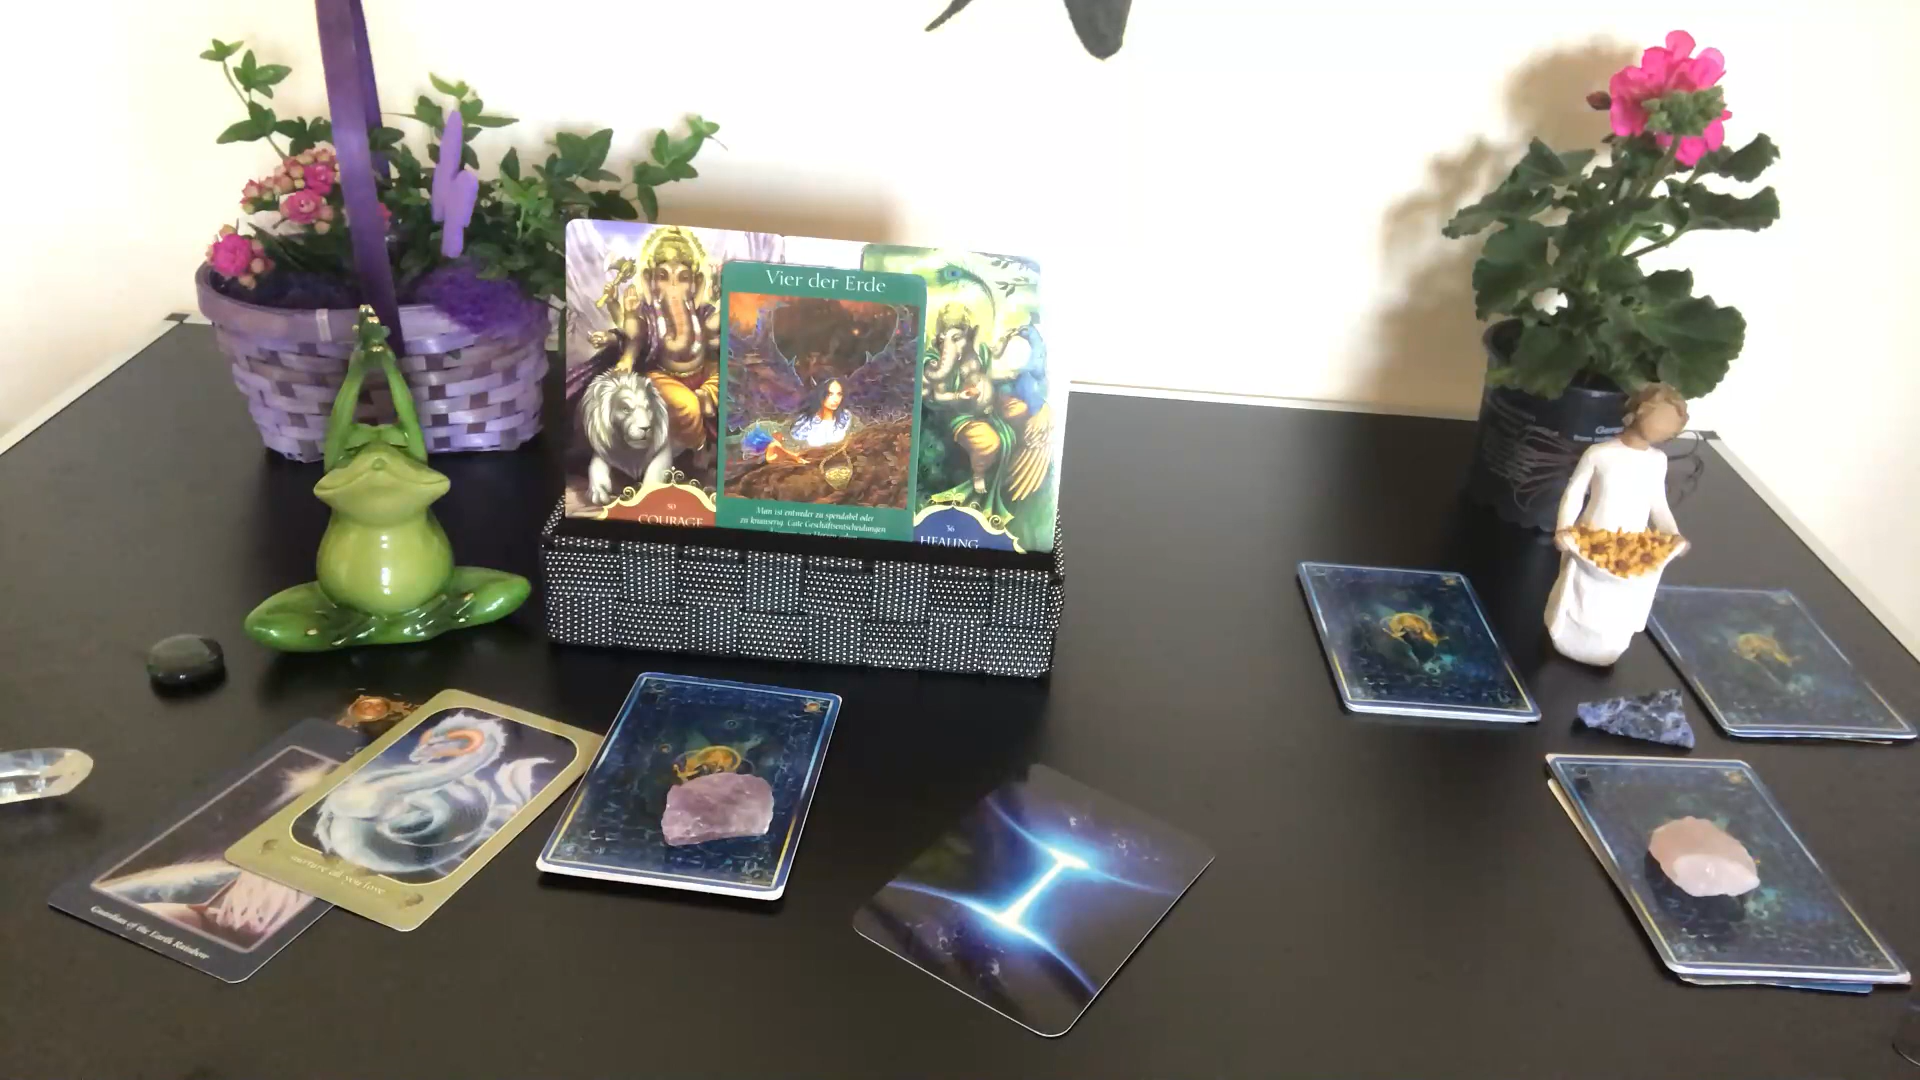 Vier der Erde
50
COURAGE
Man ist entweder zu spendabel oder
zu knauserig. Gute Geschäftsentscheidungen
36
HEALING
nurture all you love
Guardian of the Earth Rainbow